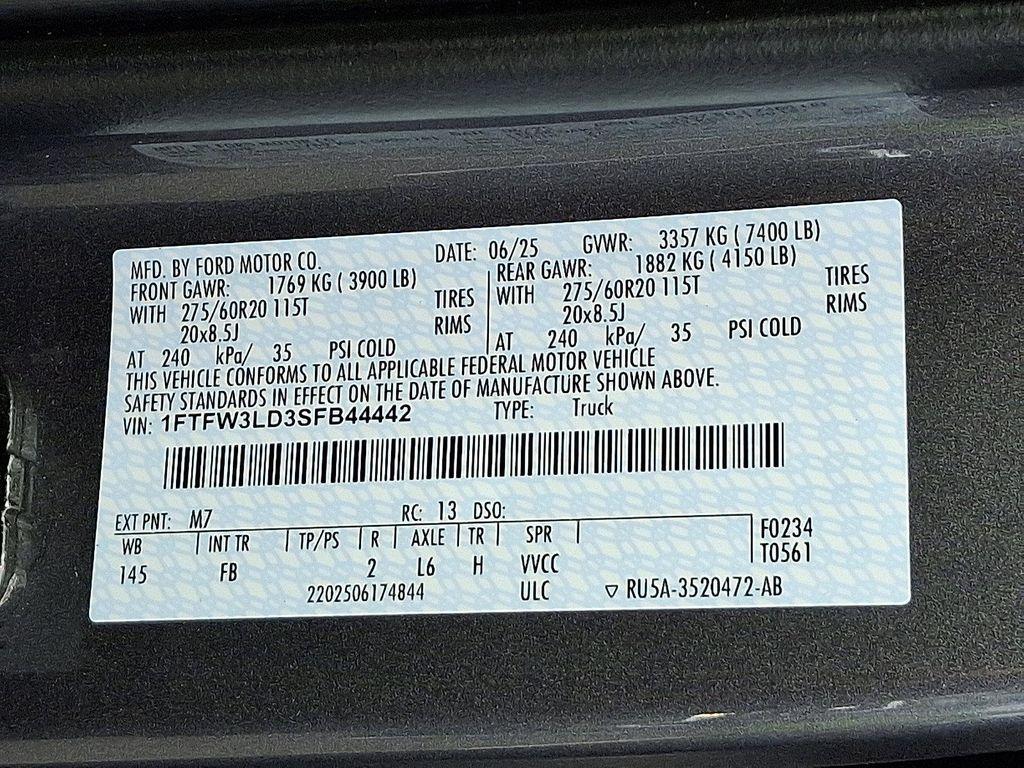 MFD. BY FORD MOTOR CO. DATE: 06/25 GVWR: 3357 KG ( 7400 LB)
FRONT GAWR: 1769 KG ( 3900 LB) REAR GAWR: 1882 KG ( 4150 LB)
WITH 275/60R20 115T TIRES WITH 275/60R20 115T TIRES
20x8.5J RIMS 20x8.5J RIMS
AT 240 kPa/ 35 PSI COLD AT 240 kPa/ 35 PSI COLD
THIS VEHICLE CONFORMS TO ALL APPLICABLE FEDERAL MOTOR VEHICLE
SAFETY STANDARDS IN EFFECT ON THE DATE OF MANUFACTURE SHOWN ABOVE.
VIN: 1FTFW3LD3SFB44442 TYPE: Truck
EXT PNT: M7 RC: 13 DSO:
WB INT TR TP/PS R AXLE TR SPR F0234
145 FB 2 L6 H VVCC T0561
2202506174844 ULC ▽ RU5A-3520472-AB